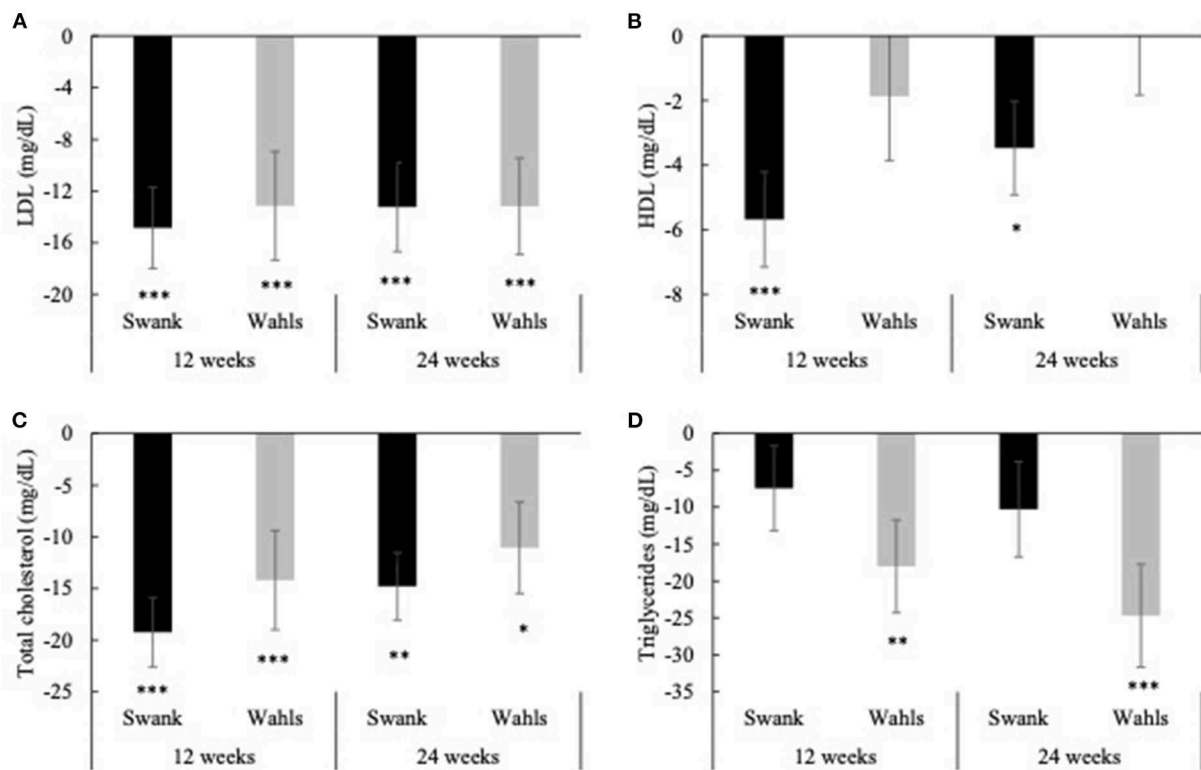 A
LDL (mg/dL)
0
-4
-8
-12
-16
-20
*** *** *** ***
Swank Wahls Swank Wahls
12 weeks 24 weeks
B
HDL (mg/dL)
0
-2
-4
-6
-8
*** *
Swank Wahls Swank Wahls
12 weeks 24 weeks
C
Total cholesterol (mg/dL)
0
-5
-10
-15
-20
-25
*** *** ** *
Swank Wahls Swank Wahls
12 weeks 24 weeks
D
Triglycerides (mg/dL)
0
-5
-10
-15
-20
-25
-30
-35
** ***
Swank Wahls Swank Wahls
12 weeks 24 weeks